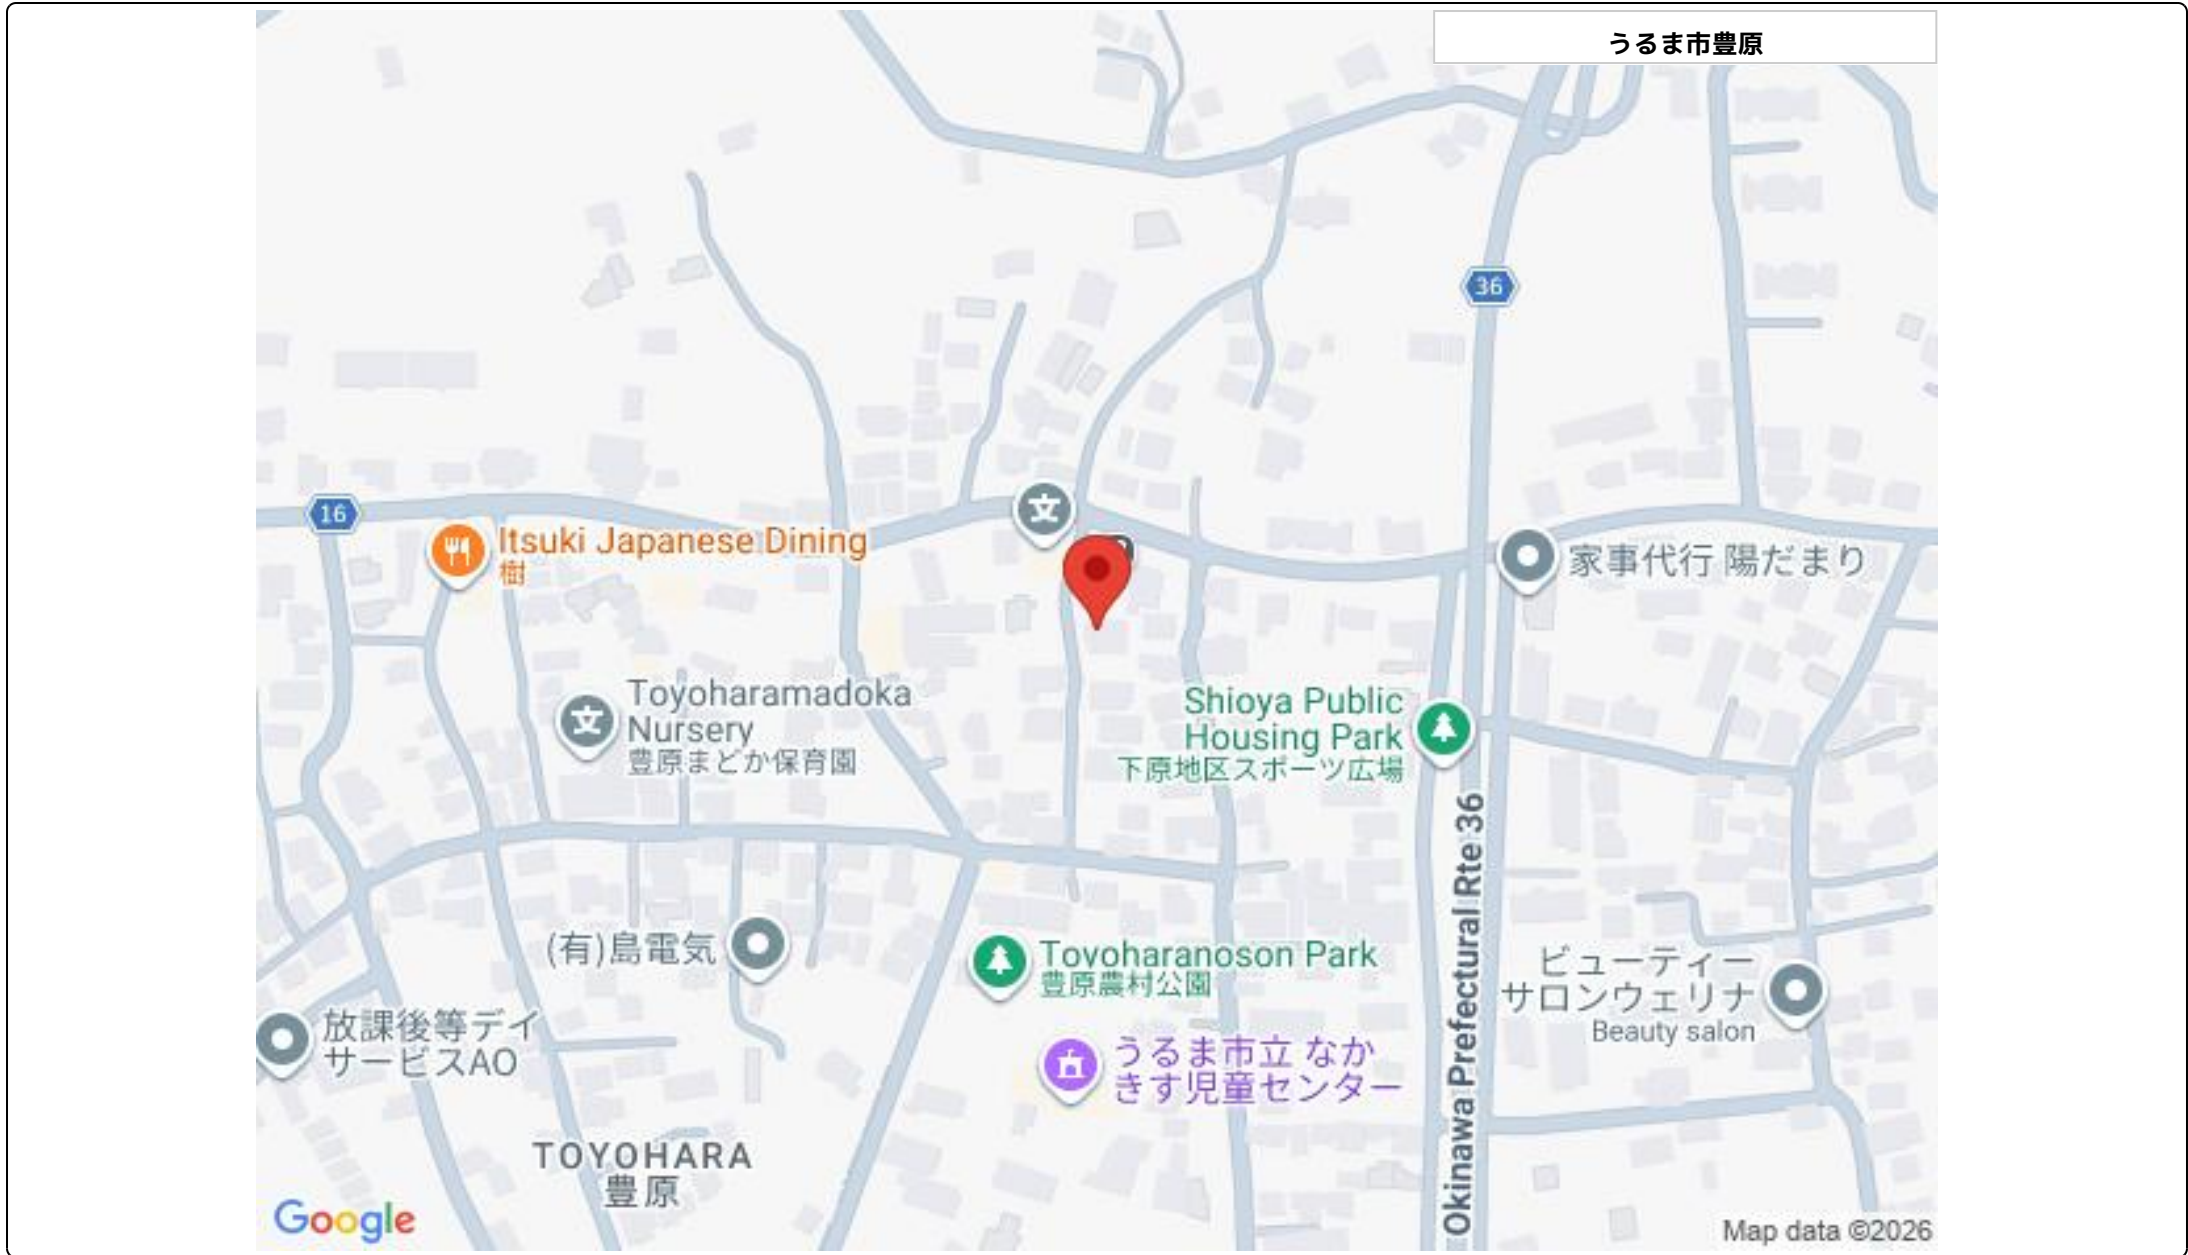 うるま市豊原
36
16
文
Itsuki Japanese Dining
樹
家事代行 陽だまり
文
Toyoharamadoka
Nursery
豊原まどか保育園
Shioya Public
Housing Park
下原地区スポーツ広場
Okinawa Prefectural Rte 36
(有)島電気
Toyoharanoson Park
豊原農村公園
ビューティー
サロンウェリナ
Beauty salon
放課後等デイ
サービスAO
うるま市立 なか
きす児童センター
TOYOHARA
豊原
Google
Map data ©2026